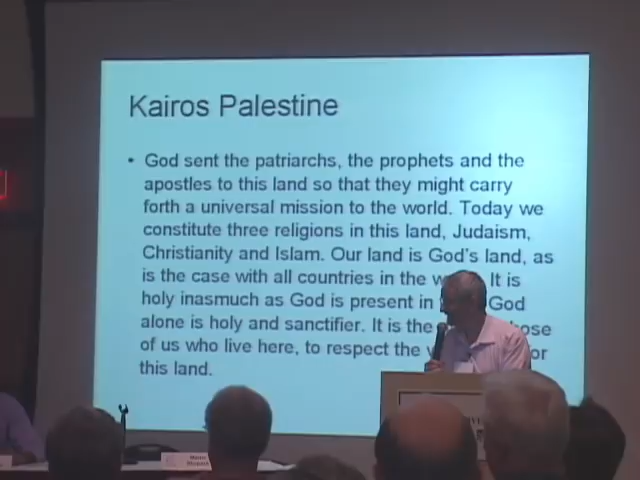 Kairos Palestine
• God sent the patriarchs, the prophets and the
apostles to this land so that they might carry
forth a universal mission to the world. Today we
constitute three religions in this land, Judaism,
Christianity and Islam. Our land is God's land, as
is the case with all countries in the It is
holy inasmuch as God is present in God
alone is holy and sanctifier. It is the
of us who live here, to respect the or
this land.